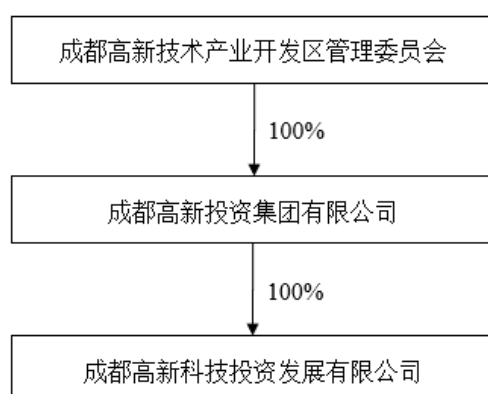 成都高新技术产业开发区管理委员会
100%
成都高新投资集团有限公司
100%
成都高新科技投资发展有限公司